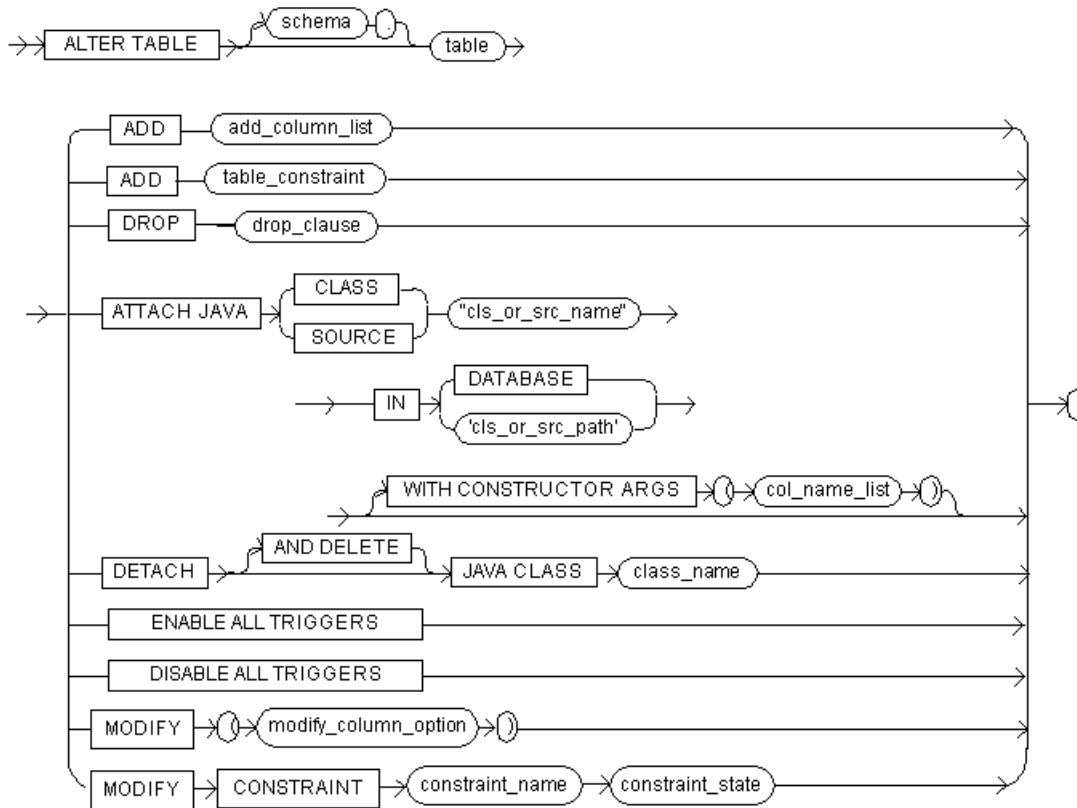 schema .
ALTER TABLE table
ADD add_column_list
ADD table_constraint
DROP drop_clause
CLASS
ATTACH JAVA "cls_or_src_name"
SOURCE
DATABASE
IN
'cls_or_src_path'
WITH CONSTRUCTOR ARGS ( col_name_list )
AND DELETE
DETACH JAVA CLASS class_name
ENABLE ALL TRIGGERS
DISABLE ALL TRIGGERS
MODIFY ( modify_column_option )
MODIFY CONSTRAINT constraint_name constraint_state